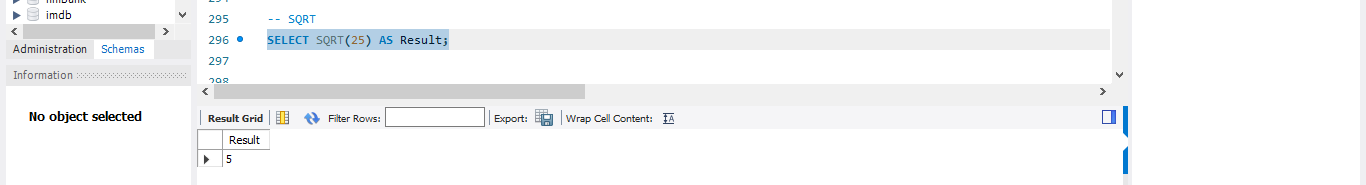 imdb
Administration Schemas
Information
No object selected
295 -- SQRT
296 SELECT SQRT(25) AS Result;
297
298
Result Grid Filter Rows: Export: Wrap Cell Content:
Result
5